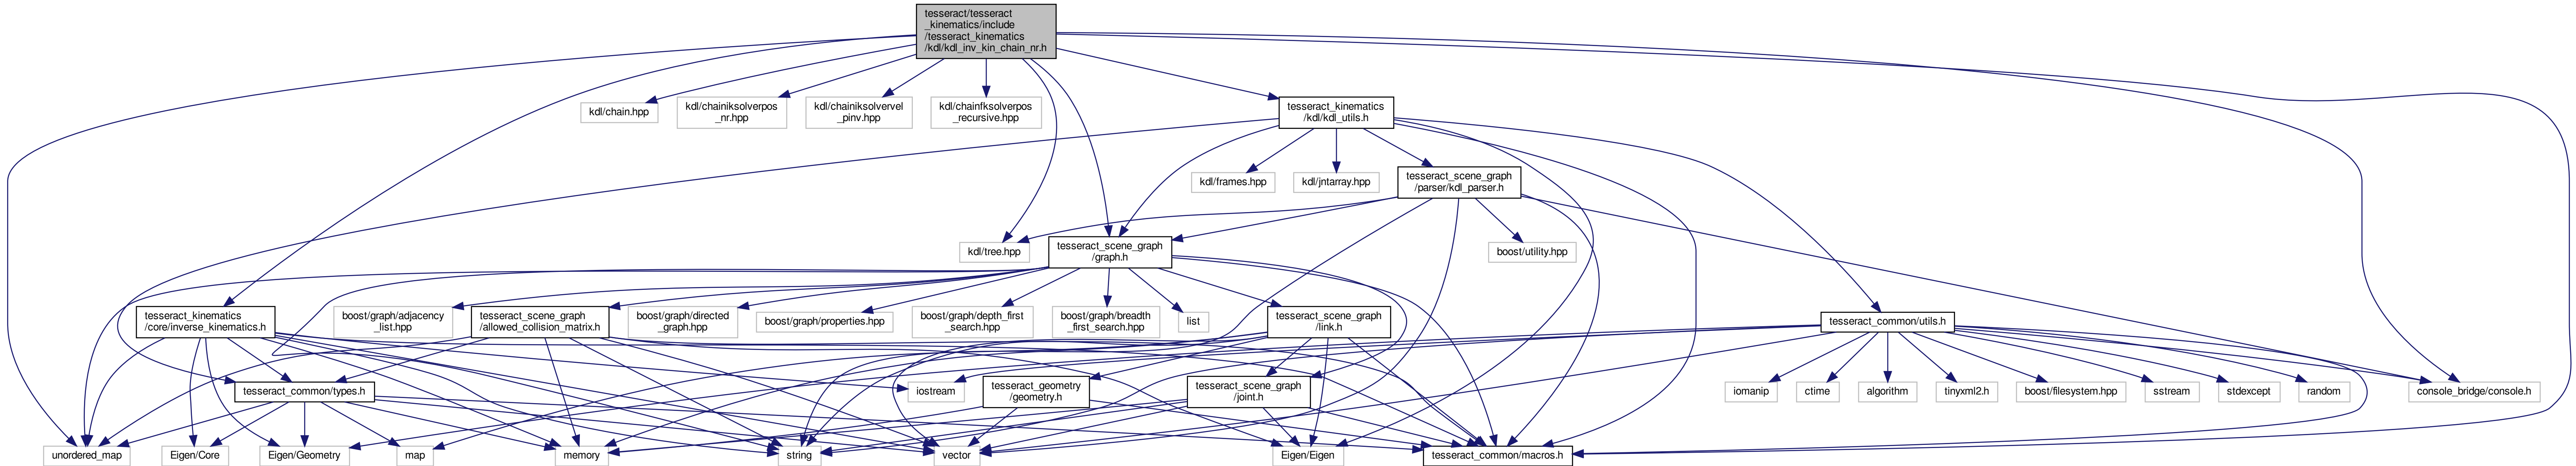 tesseract/tesseract
_kinematics/include
/tesseract_kinematics
/kdl/kdl_inv_kin_chain_nr.h
kdl/chain.hpp
kdl/chainiksolverpos
_nr.hpp
kdl/chainiksolvervel
_pinv.hpp
kdl/chainfksolverpos
_recursive.hpp
tesseract_kinematics
/kdl/kdl_utils.h
kdl/frames.hpp
kdl/jntarray.hpp
tesseract_scene_graph
/parser/kdl_parser.h
kdl/tree.hpp
tesseract_scene_graph
/graph.h
boost/utility.hpp
tesseract_kinematics
/core/inverse_kinematics.h
boost/graph/adjacency
_list.hpp
tesseract_scene_graph
/allowed_collision_matrix.h
boost/graph/directed
_graph.hpp
boost/graph/properties.hpp
boost/graph/depth_first
_search.hpp
boost/graph/breadth
_first_search.hpp
list
tesseract_scene_graph
/link.h
tesseract_common/utils.h
tesseract_common/types.h
iostream
tesseract_geometry
/geometry.h
tesseract_scene_graph
/joint.h
iomanip
ctime
algorithm
tinyxml2.h
boost/filesystem.hpp
sstream
stdexcept
random
console_bridge/console.h
unordered_map
Eigen/Core
Eigen/Geometry
map
memory
string
vector
Eigen/Eigen
tesseract_common/macros.h